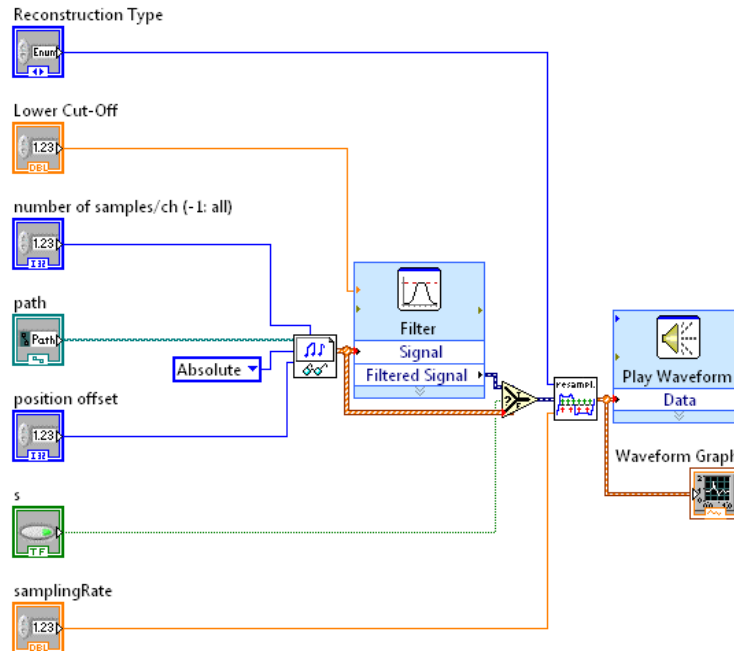 Reconstruction Type
Enum
Lower Cut-Off
1.23
DBL
number of samples/ch (-1: all)
1.23
I32
path
Path
Absolute
Filter
Signal
Filtered Signal
position offset
1.23
I32
?
T
F
resampl.
Play Waveform
Data
Waveform Graph
s
TF
samplingRate
1.23
DBL